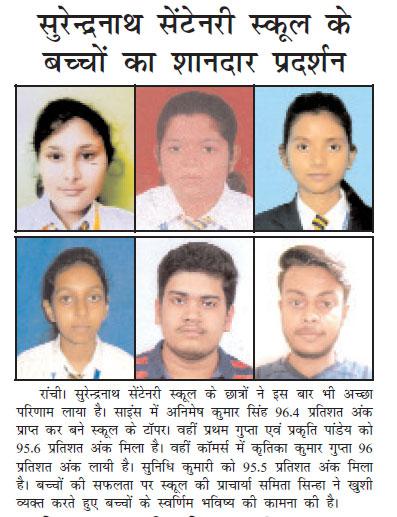 सुरेन्द्रनाथ सेंटेनरी स्कूल के
बच्चों का शानदार प्रदर्शन
रांची। सुरेन्द्रनाथ सेंटेनरी स्कूल के छात्रों ने इस बार भी अच्छा
परिणाम लाया है। साइंस में अनिमेष कुमार सिंह 96.4 प्रतिशत अंक
प्राप्त कर बने स्कूल के टॉपर। वहीं प्रथम गुप्ता एवं प्रकृति पांडेय को
95.6 प्रतिशत अंक मिला है। वहीं कॉमर्स में कृतिका कुमार गुप्ता 96
प्रतिशत अंक लायी है। सुनिधि कुमारी को 95.5 प्रतिशत अंक मिला
है। बच्चों की सफलता पर स्कूल की प्राचार्या समिता सिन्हा ने खुशी
व्यक्त करते हुए बच्चों के स्वर्णिम भविष्य की कामना की है।